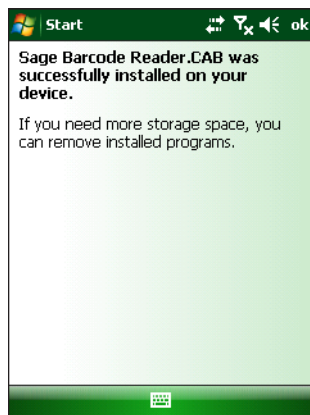 Start
ok
Sage Barcode Reader.CAB was
successfully installed on your
device.
If you need more storage space, you
can remove installed programs.